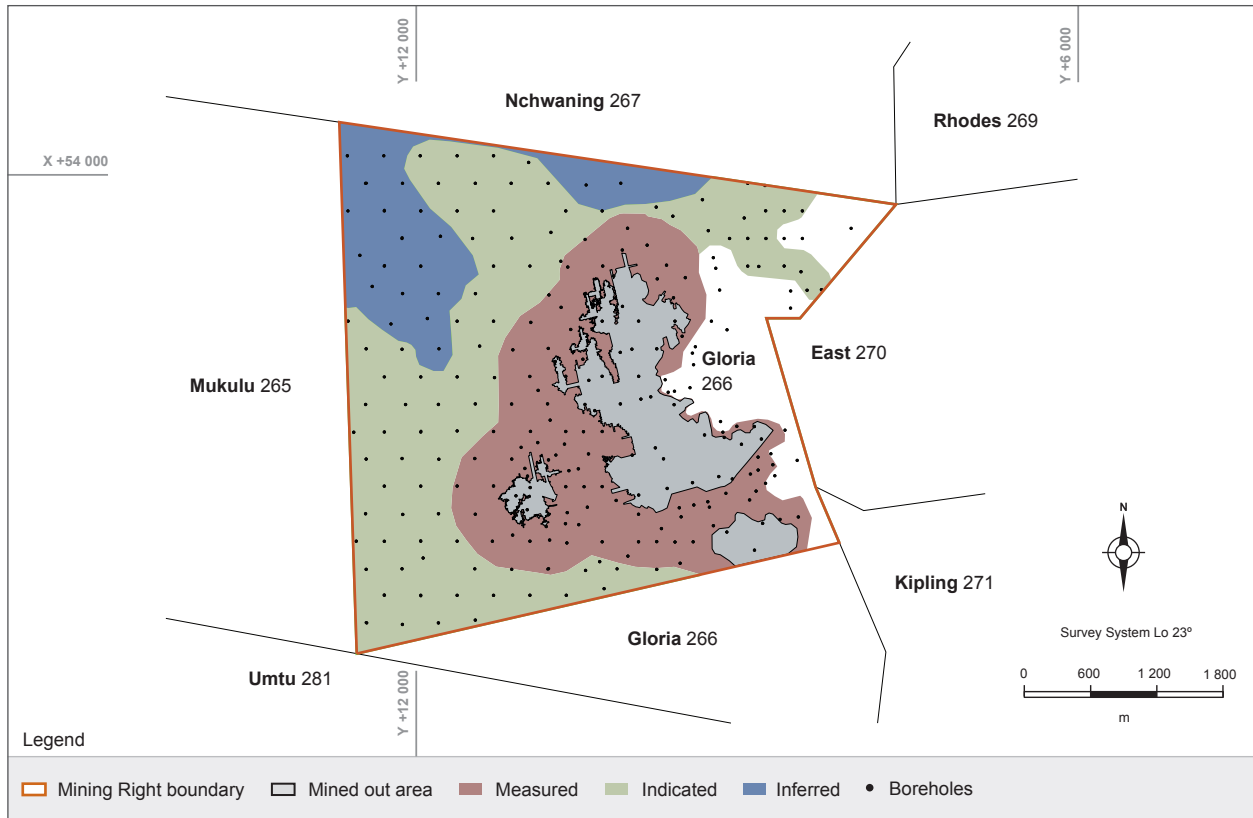 Y +12 000
Y +6 000
Nchwaning 267
Rhodes 269
X +54 000
Gloria
266
East 270
Mukulu 265
N
Kipling 271
Gloria 266
Survey System Lo 23º
Umtu 281
Y +12 000
0 600 1 200 1 800
m
Legend
Mining Right boundary Mined out area Measured Indicated Inferred Boreholes